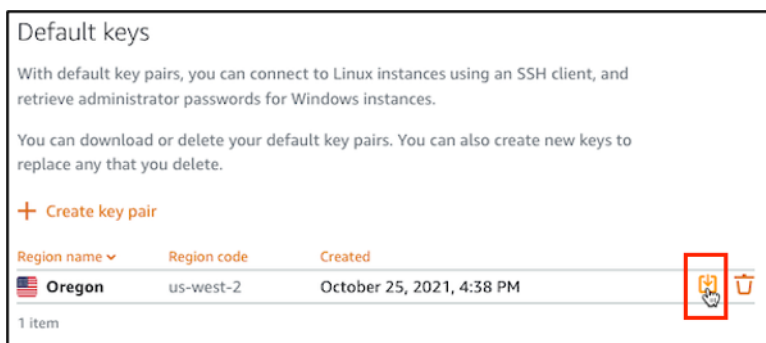 Default keys
With default key pairs, you can connect to Linux instances using an SSH client, and
retrieve administrator passwords for Windows instances.
You can download or delete your default key pairs. You can also create new keys to
replace any that you delete.
+ Create key pair
Region name Region code Created
Oregon us-west-2 October 25, 2021, 4:38 PM
1 item